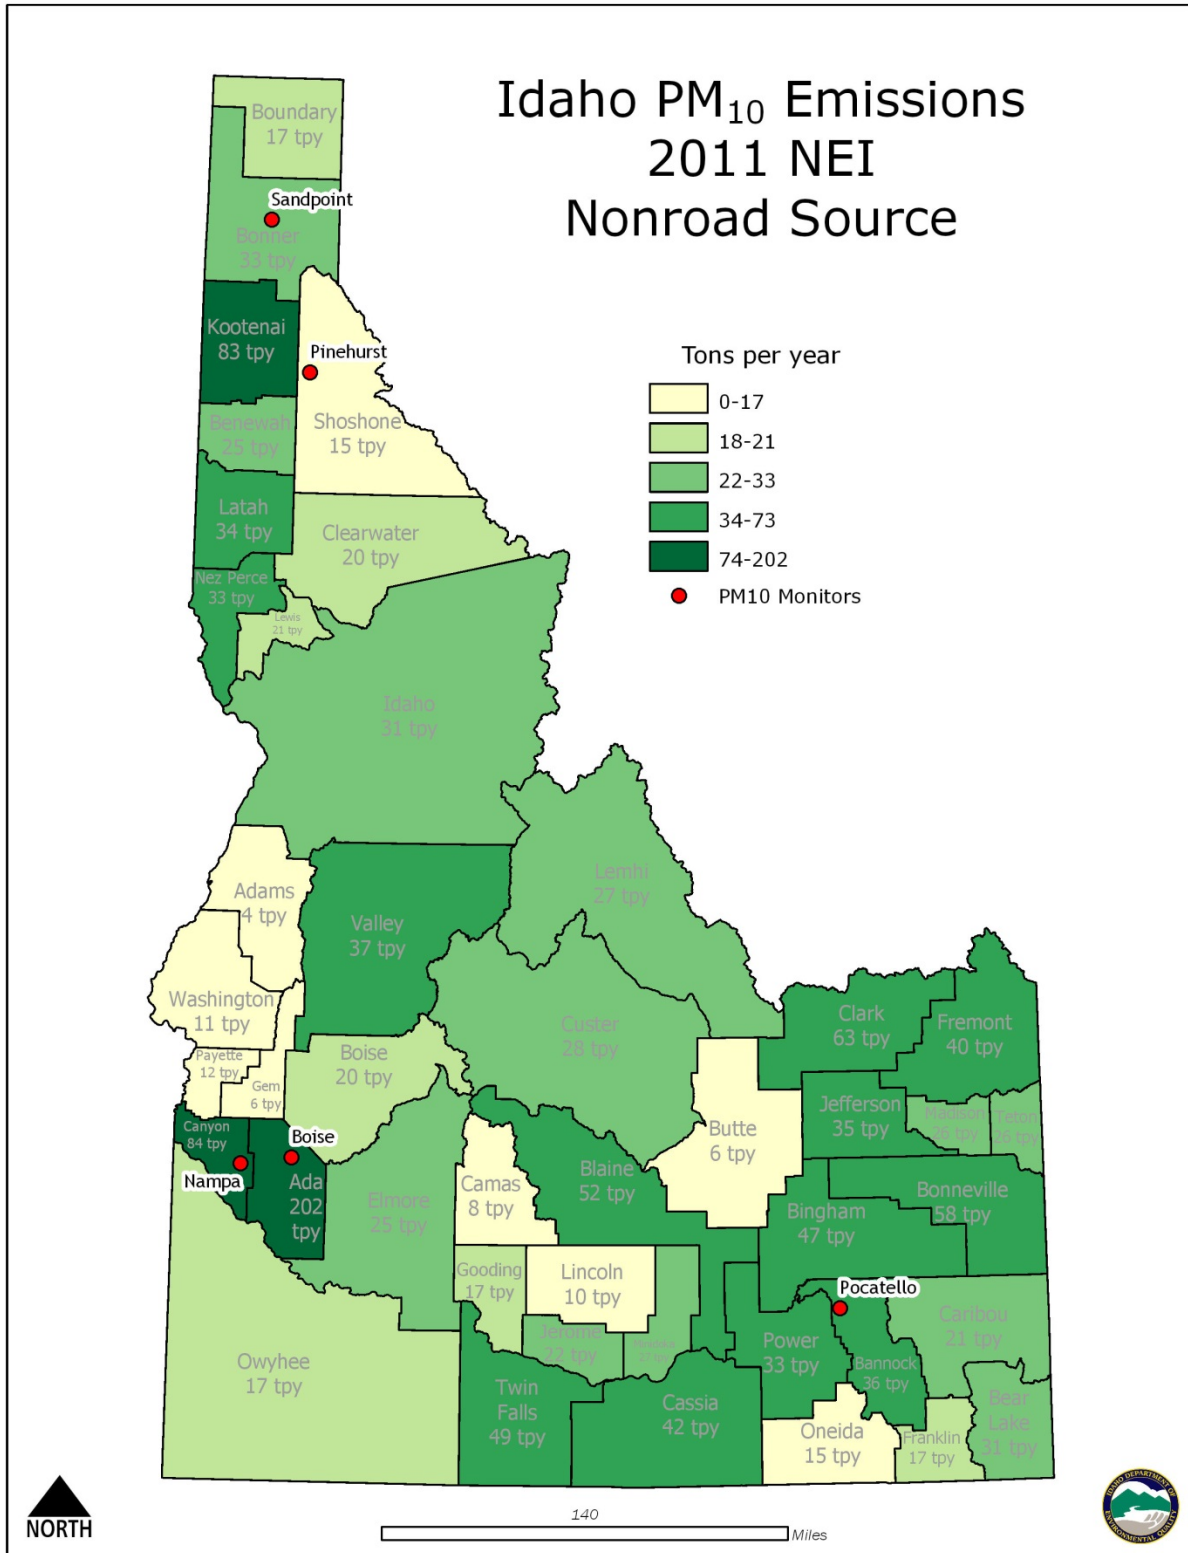 Idaho PM10 Emissions
2011 NEI
Nonroad Source
Tons per year
0-17
18-21
22-33
34-73
74-202
PM10 Monitors
Boundary
17 tpy
Sandpoint
Bonner
33 tpy
Kootenai
83 tpy
Pinehurst
Shoshone
15 tpy
Benewah
25 tpy
Latah
34 tpy
Clearwater
20 tpy
Nez Perce
33 tpy
Lewis
21 tpy
Idaho
31 tpy
Lemhi
27 tpy
Adams
4 tpy
Valley
37 tpy
Washington
11 tpy
Custer
28 tpy
Clark
63 tpy
Fremont
40 tpy
Payette
12 tpy
Gem
6 tpy
Boise
20 tpy
Butte
6 tpy
Jefferson
35 tpy
Madison
26 tpy
Teton
26 tpy
Canyon
84 tpy
Nampa
Boise
Ada
202
tpy
Elmore
25 tpy
Camas
8 tpy
Blaine
52 tpy
Bingham
47 tpy
Bonneville
58 tpy
Gooding
17 tpy
Lincoln
10 tpy
Jerome
22 tpy
Pocatello
Power
33 tpy
Bannock
36 tpy
Caribou
21 tpy
Owyhee
17 tpy
Twin
Falls
49 tpy
Cassia
42 tpy
Oneida
15 tpy
Franklin
17 tpy
Bear
Lake
31 tpy
NORTH
140
Miles
IDAHO DEPARTMENT OF
ENVIRONMENTAL QUALITY